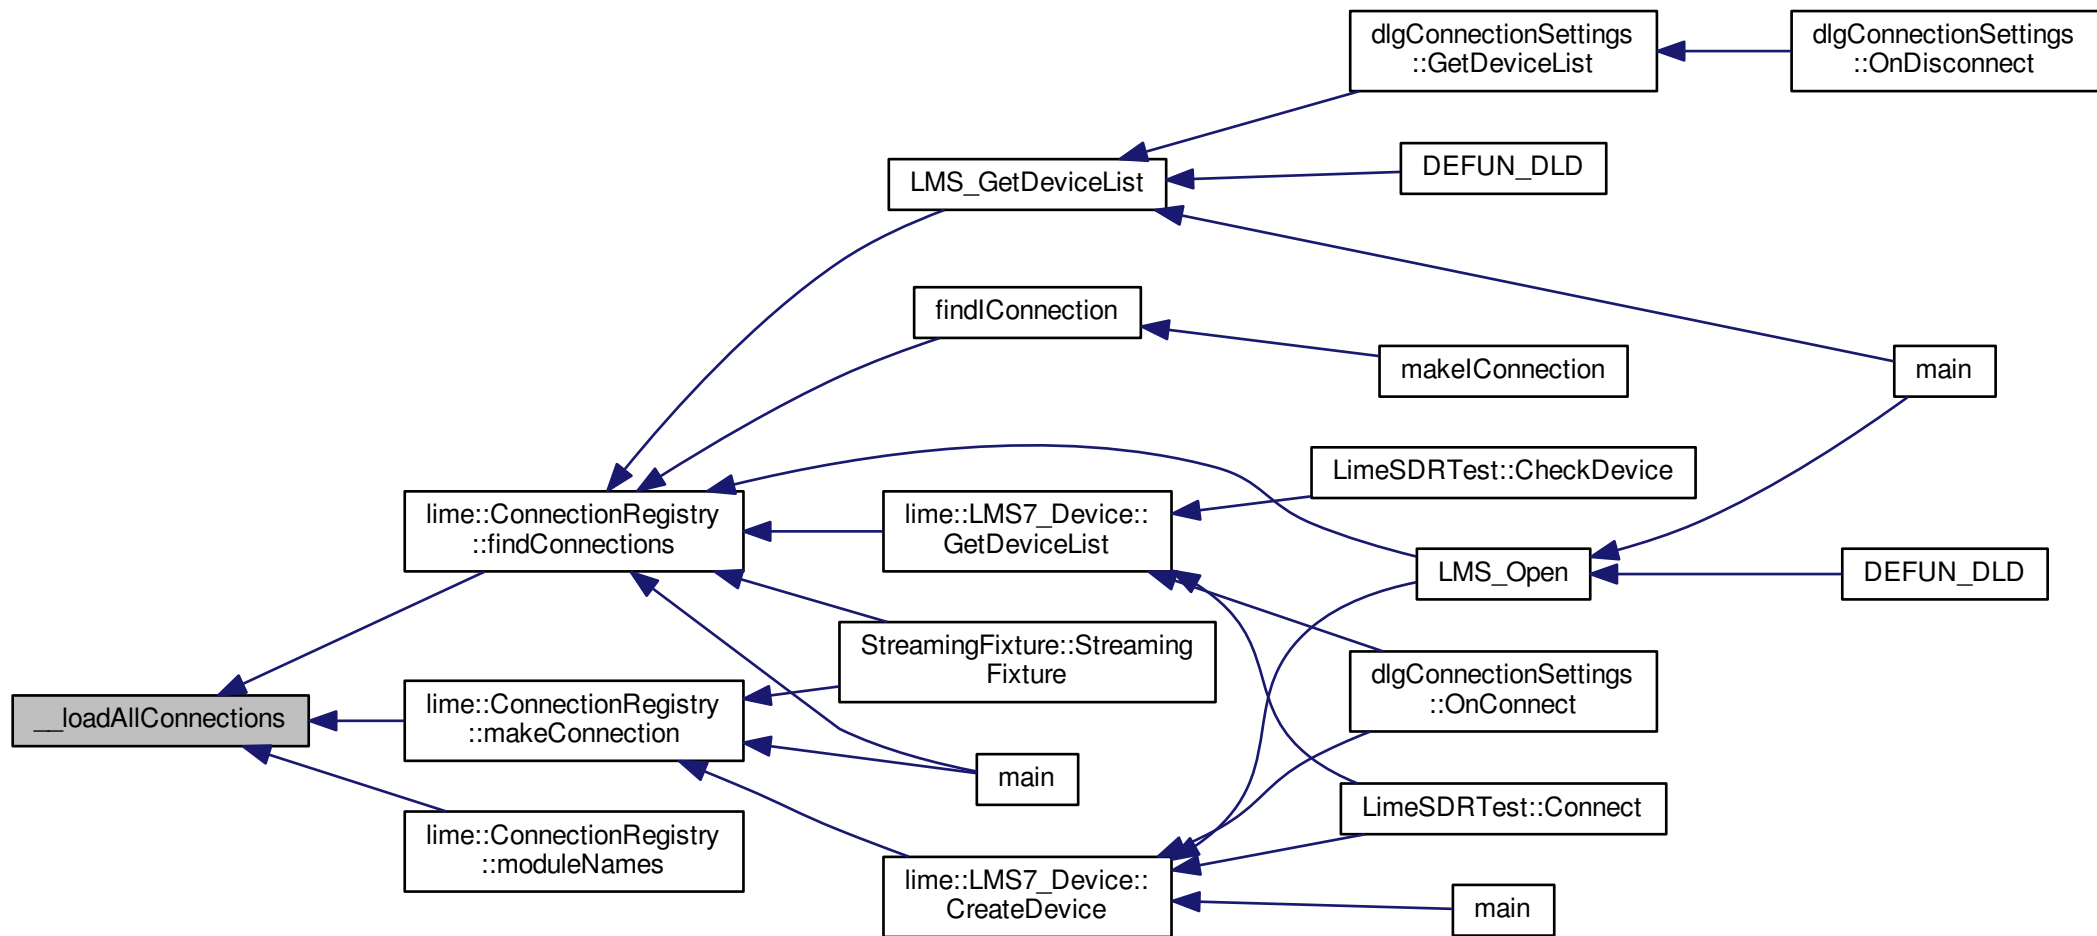 dlgConnectionSettings
::GetDeviceList
dlgConnectionSettings
::OnDisconnect
LMS_GetDeviceList
DEFUN_DLD
findIConnection
makeIConnection
main
LimeSDRTest::CheckDevice
lime::ConnectionRegistry
::findConnections
lime::LMS7_Device::
GetDeviceList
LMS_Open
DEFUN_DLD
StreamingFixture::Streaming
Fixture
dlgConnectionSettings
::OnConnect
__loadAllConnections
lime::ConnectionRegistry
::makeConnection
main
LimeSDRTest::Connect
lime::ConnectionRegistry
::moduleNames
lime::LMS7_Device::
CreateDevice
main